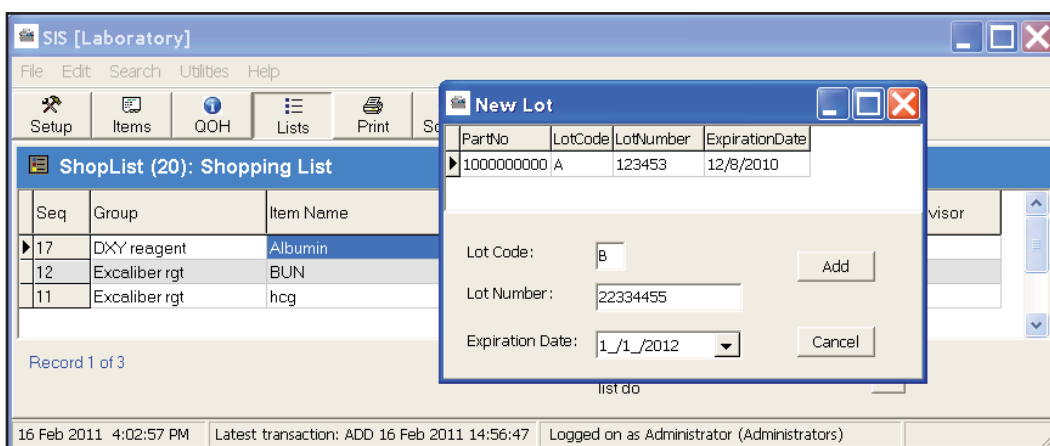 SIS [Laboratory]
File Edit Search Utilities Help
Setup Items QOH Lists Print
ShopList (20): Shopping List
Seq Group Item Name visor
17 DXY reagent Albumin
12 Excaliber rgt BUN
11 Excaliber rgt hcg
Record 1 of 3
New Lot
PartNo LotCode LotNumber ExpirationDate
1000000000 A 123453 12/8/2010
Lot Code: B
Add
Lot Number: 22334455
Expiration Date: 1_/1_/2012
Cancel
list do
16 Feb 2011 4:02:57 PM Latest transaction: ADD 16 Feb 2011 14:56:47 Logged on as Administrator (Administrators)